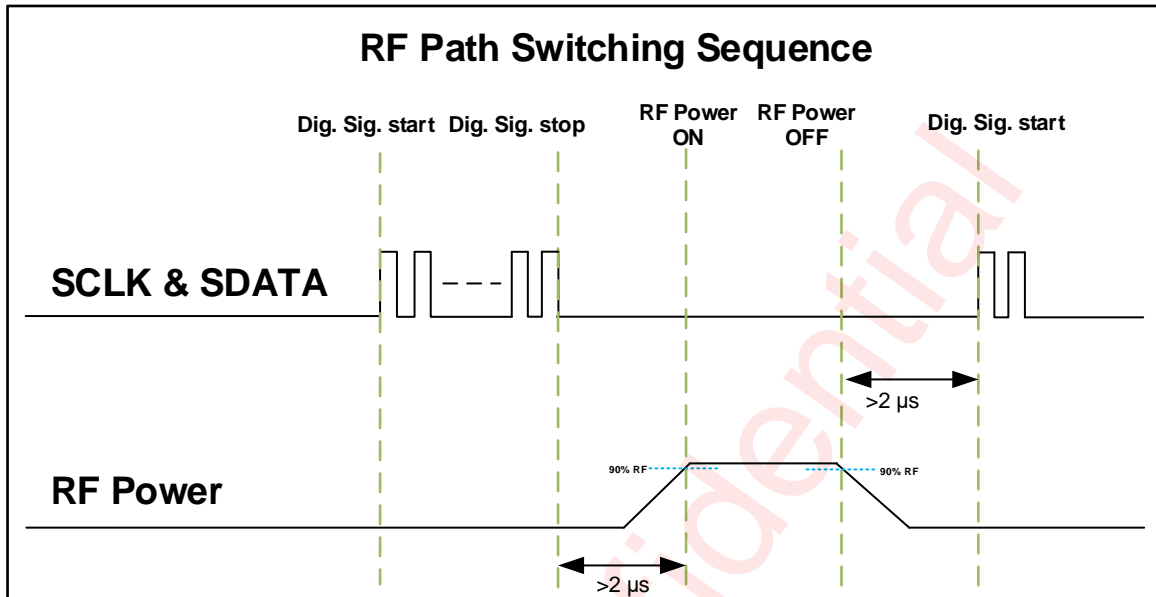 RF Path Switching Sequence
Dig. Sig. start
Dig. Sig. stop
RF Power
ON
RF Power
OFF
Dig. Sig. start
SCLK & SDATA
>2 µs
90% RF
90% RF
RF Power
>2 µs
fidential